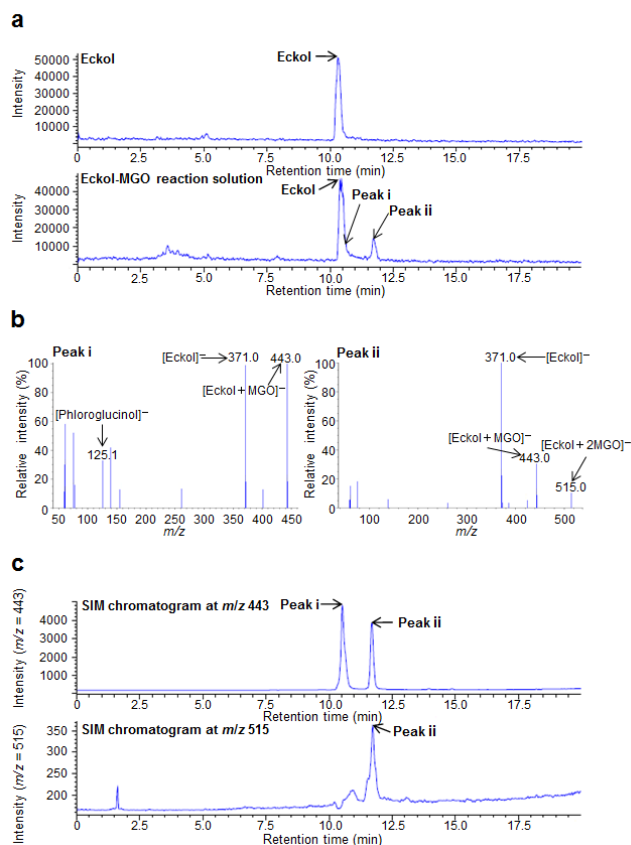 a
Eckol
Eckol
Intensity
50000
40000
30000
20000
10000
0 2.5 5.0 7.5 10.0 12.5 15.0 17.5
Retention time (min)
Eckol-MGO reaction solution
Eckol
Peak i
Peak ii
Intensity
40000
30000
20000
10000
0 2.5 5.0 7.5 10.0 12.5 15.0 17.5
Retention time (min)
b
Peak i
[Eckol]−
371.0
443.0
[Eckol + MGO]−
[Phloroglucinol]−
125.1
Relative intensity (%)
100
80
60
40
20
0
50 100 150 200 250 300 350 400 450
m/z
Peak ii
371.0
[Eckol]−
[Eckol + MGO]−
443.0
[Eckol + 2MGO]−
515.0
Relative intensity (%)
100
80
60
40
20
0
100 200 300 400 500
m/z
c
SIM chromatogram at m/z 443
Peak i
Peak ii
Intensity (m/z = 443)
4000
3000
2000
1000
0 2.5 5.0 7.5 10.0 12.5 15.0 17.5
Retention time (min)
SIM chromatogram at m/z 515
Peak ii
Intensity (m/z = 515)
350
300
250
200
0 2.5 5.0 7.5 10.0 12.5 15.0 17.5
Retention time (min)